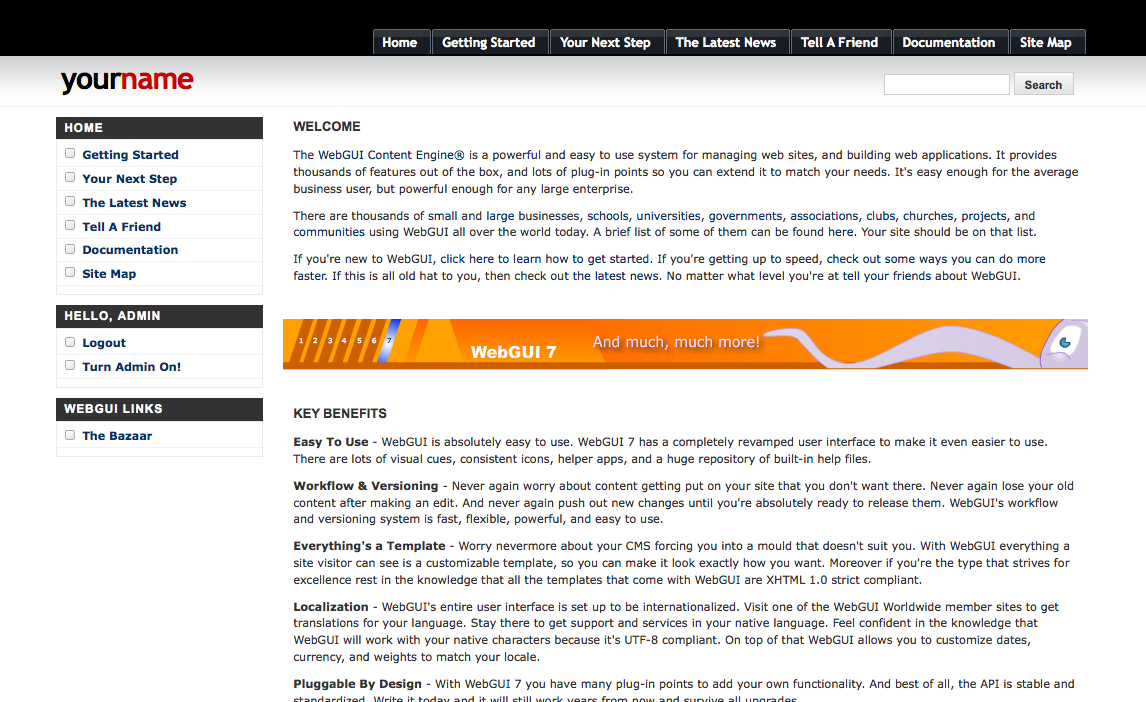 Home Getting Started Your Next Step The Latest News Tell A Friend Documentation Site Map
yourname
Search
HOME
Getting Started
Your Next Step
The Latest News
Tell A Friend
Documentation
Site Map
HELLO, ADMIN
Logout
Turn Admin On!
WEBGUI LINKS
The Bazaar
WELCOME
The WebGUI Content Engine® is a powerful and easy to use system for managing web sites, and building web applications. It provides
thousands of features out of the box, and lots of plug-in points so you can extend it to match your needs. It's easy enough for the average
business user, but powerful enough for any large enterprise.
There are thousands of small and large businesses, schools, universities, governments, associations, clubs, churches, projects, and
communities using WebGUI all over the world today. A brief list of some of them can be found here. Your site should be on that list.
If you're new to WebGUI, click here to learn how to get started. If you're getting up to speed, check out some ways you can do more
faster. If this is all old hat to you, then check out the latest news. No matter what level you're at tell your friends about WebGUI.
1 2 3 4 5 6 7
WebGUI 7
And much, much more!
KEY BENEFITS
Easy To Use - WebGUI is absolutely easy to use. WebGUI 7 has a completely revamped user interface to make it even easier to use.
There are lots of visual cues, consistent icons, helper apps, and a huge repository of built-in help files.
Workflow & Versioning - Never again worry about content getting put on your site that you don't want there. Never again lose your old
content after making an edit. And never again push out new changes until you're absolutely ready to release them. WebGUI's workflow
and versioning system is fast, flexible, powerful, and easy to use.
Everything's a Template - Worry nevermore about your CMS forcing you into a mould that doesn't suit you. With WebGUI everything a
site visitor can see is a customizable template, so you can make it look exactly how you want. Moreover if you're the type that strives for
excellence rest in the knowledge that all the templates that come with WebGUI are XHTML 1.0 strict compliant.
Localization - WebGUI's entire user interface is set up to be internationalized. Visit one of the WebGUI Worldwide member sites to get
translations for your language. Stay there to get support and services in your native language. Feel confident in the knowledge that
WebGUI will work with your native characters because it's UTF-8 compliant. On top of that WebGUI allows you to customize dates,
currency, and weights to match your locale.
Pluggable By Design - With WebGUI 7 you have many plug-in points to add your own functionality. And best of all, the API is stable and
standardized. Write it today and it will still work years from now and survive all upgrades.